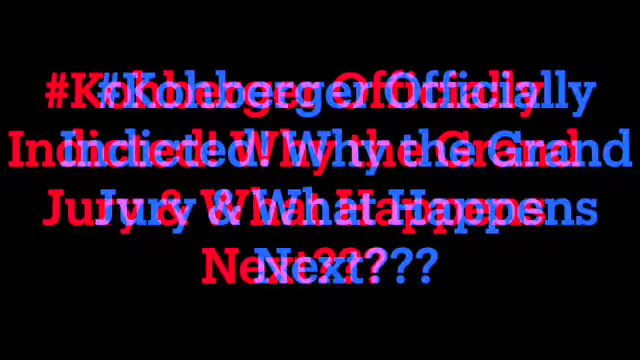 #Kohberger Officially
Indicted! Why the Grand
Jury & What Happens
Next???